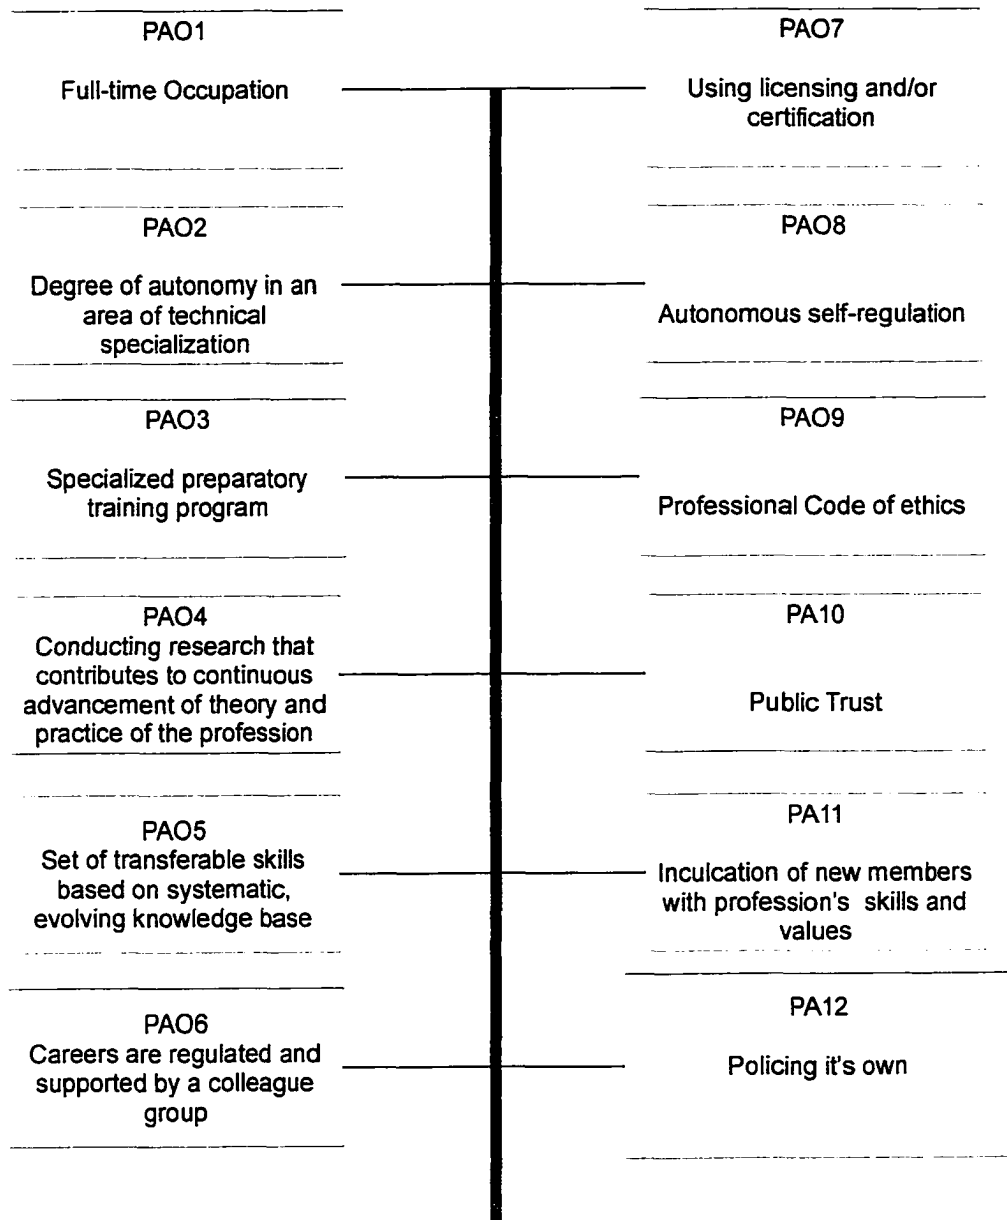 PAO1
Full-time Occupation
PAO2
Degree of autonomy in an
area of technical
specialization
PAO3
Specialized preparatory
training program
PAO4
Conducting research that
contributes to continuous
advancement of theory and
practice of the profession
PAO5
Set of transferable skills
based on systematic,
evolving knowledge base
PAO6
Careers are regulated and
supported by a colleague
group
PAO7
Using licensing and/or
certification
PAO8
Autonomous self-regulation
PAO9
Professional Code of ethics
PA10
Public Trust
PA11
Inculcation of new members
with profession's skills and
values
PA12
Policing it's own